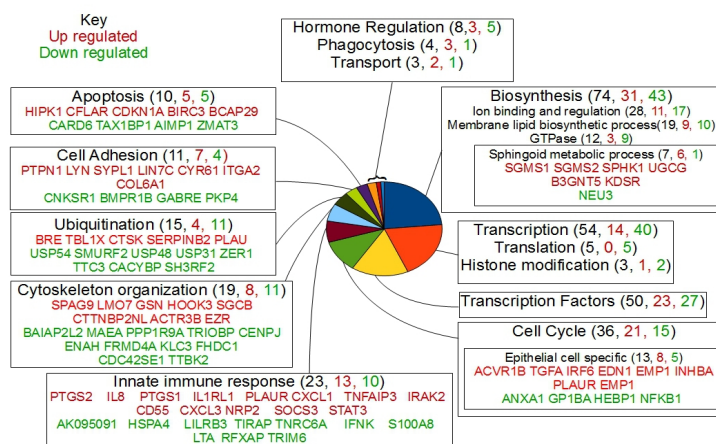 Key
Up regulated
Down regulated
Hormone Regulation (8,3, 5)
Phagocytosis (4, 3, 1)
Transport (3, 2, 1)
Apoptosis (10, 5, 5)
HIPK1 CFLAR CDKN1A BIRC3 BCAP29
CARD6 TAX1BP1 AIMP1 ZMAT3
Cell Adhesion (11, 7, 4)
PTPN1 LYN SYPL1 LIN7C CYR61 ITGA2
COL6A1
CNKSR1 BMPR1B GABRE PKP4
Ubiquitination (15, 4, 11)
BRE TBL1X CTSK SERPINB2 PLAU
USP54 SMURF2 USP48 USP31 ZER1
TTC3 CACYBP SH3RF2
Cytoskeleton organization (19, 8, 11)
SPAG9 LMO7 GSN HOOK3 SGCB
CTTNBP2NL ACTR3B EZR
BAIAP2L2 MAEA PPP1R9A TRIOBP CENPJ
ENAH FRMD4A KLC3 FHDC1
CDC42SE1 TTBK2
Innate immune response (23, 13, 10)
PTGS2 IL8 PTGS1 IL1RL1 PLAUR CXCL1 TNFAIP3 IRAK2
CD55 CXCL3 NRP2 SOCS3 STAT3
AK095091 HSPA4 LILRB3 TIRAP TNRC6A IFNK S100A8
LTA RFXAP TRIM6
Biosynthesis (74, 31, 43)
Ion binding and regulation (28, 11, 17)
Membrane lipid biosynthetic process(19, 9, 10)
GTPase (12, 3, 9)
Sphingoid metabolic process (7, 6, 1)
SGMS1 SGMS2 SPHK1 UGCG
B3GNT5 KDSR
NEU3
Transcription (54, 14, 40)
Translation (5, 0, 5)
Histone modification (3, 1, 2)
Transcription Factors (50, 23, 27)
Cell Cycle (36, 21, 15)
Epithelial cell specific (13, 8, 5)
ACVR1B TGFA IRF6 EDN1 EMP1 INHBA
PLAUR EMP1
ANXA1 GP1BA HEBP1 NFKB1